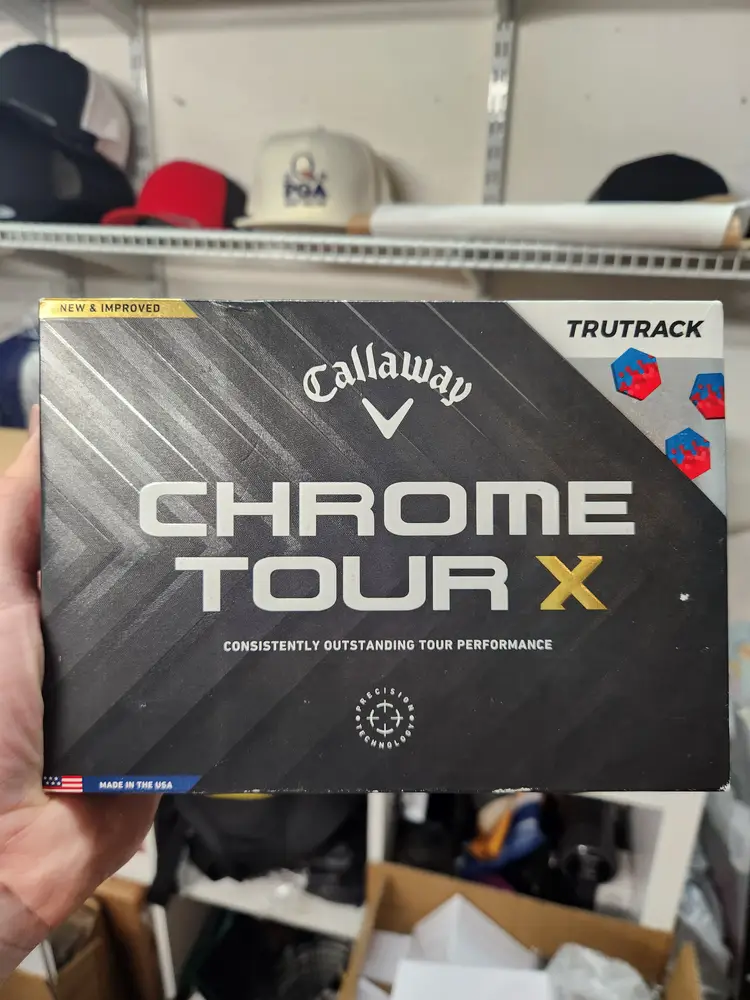 PGA
NEW & IMPROVED
TRUTRACK
Callaway
CHROME
TOUR X
CONSISTENTLY OUTSTANDING TOUR PERFORMANCE
PRECISION
TECHNOLOGY
MADE IN THE USA